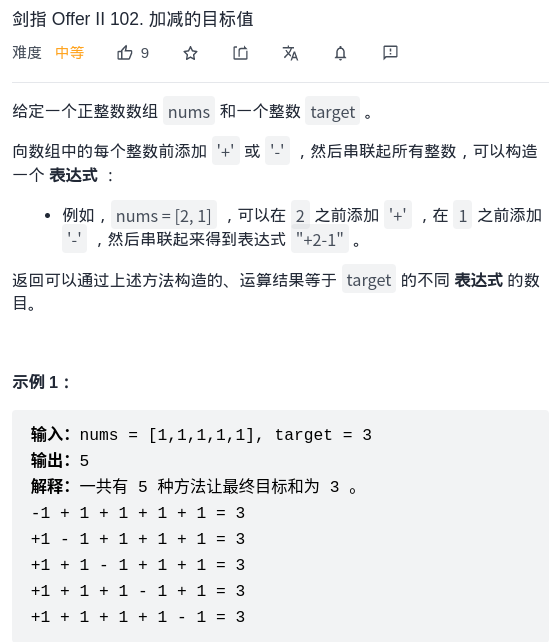 剑指 Offer II 102. 加减的目标值
难度 中等 9
给定一个正整数数组 nums 和一个整数 target 。
向数组中的每个整数前添加 '+' 或 '-' ，然后串联起所有整数，可以构造
一个 表达式 ：
• 例如，nums = [2, 1] ，可以在 2 之前添加 '+' ，在 1 之前添加
'-' ，然后串联起来得到表达式 "+2-1" 。
返回可以通过上述方法构造的、运算结果等于 target 的不同 表达式 的数
目。
示例 1：
输入：nums = [1,1,1,1,1], target = 3
输出：5
解释：一共有 5 种方法让最终目标和为 3 。
-1 + 1 + 1 + 1 + 1 = 3
+1 - 1 + 1 + 1 + 1 = 3
+1 + 1 - 1 + 1 + 1 = 3
+1 + 1 + 1 - 1 + 1 = 3
+1 + 1 + 1 + 1 - 1 = 3